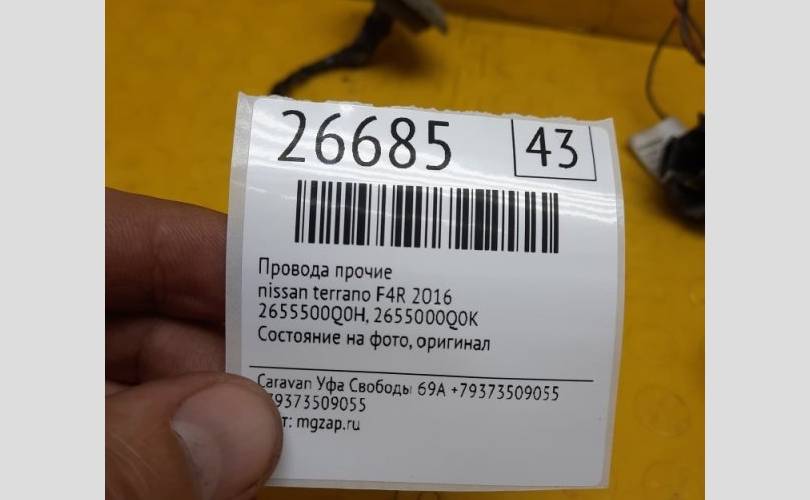 26685 43
Провода прочие
nissan terrano F4R 2016
2655500Q0H, 2655000Q0K
Состояние на фото, оригинал
Caravan Уфа Свободы 69А +79373509055
79373509055
mgzap.ru